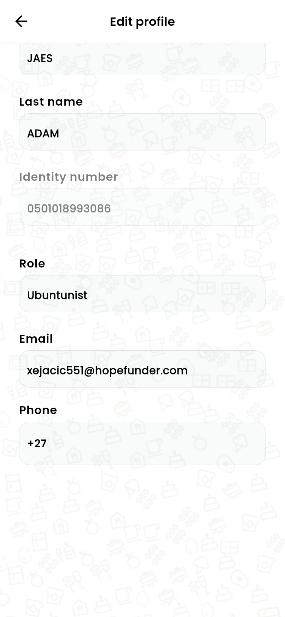 Edit profile
JAES
Last name
ADAM
Identity number
0501018993086
Role
Ubuntunist
Email
xejacic551@hopefunder.com
Phone
+27